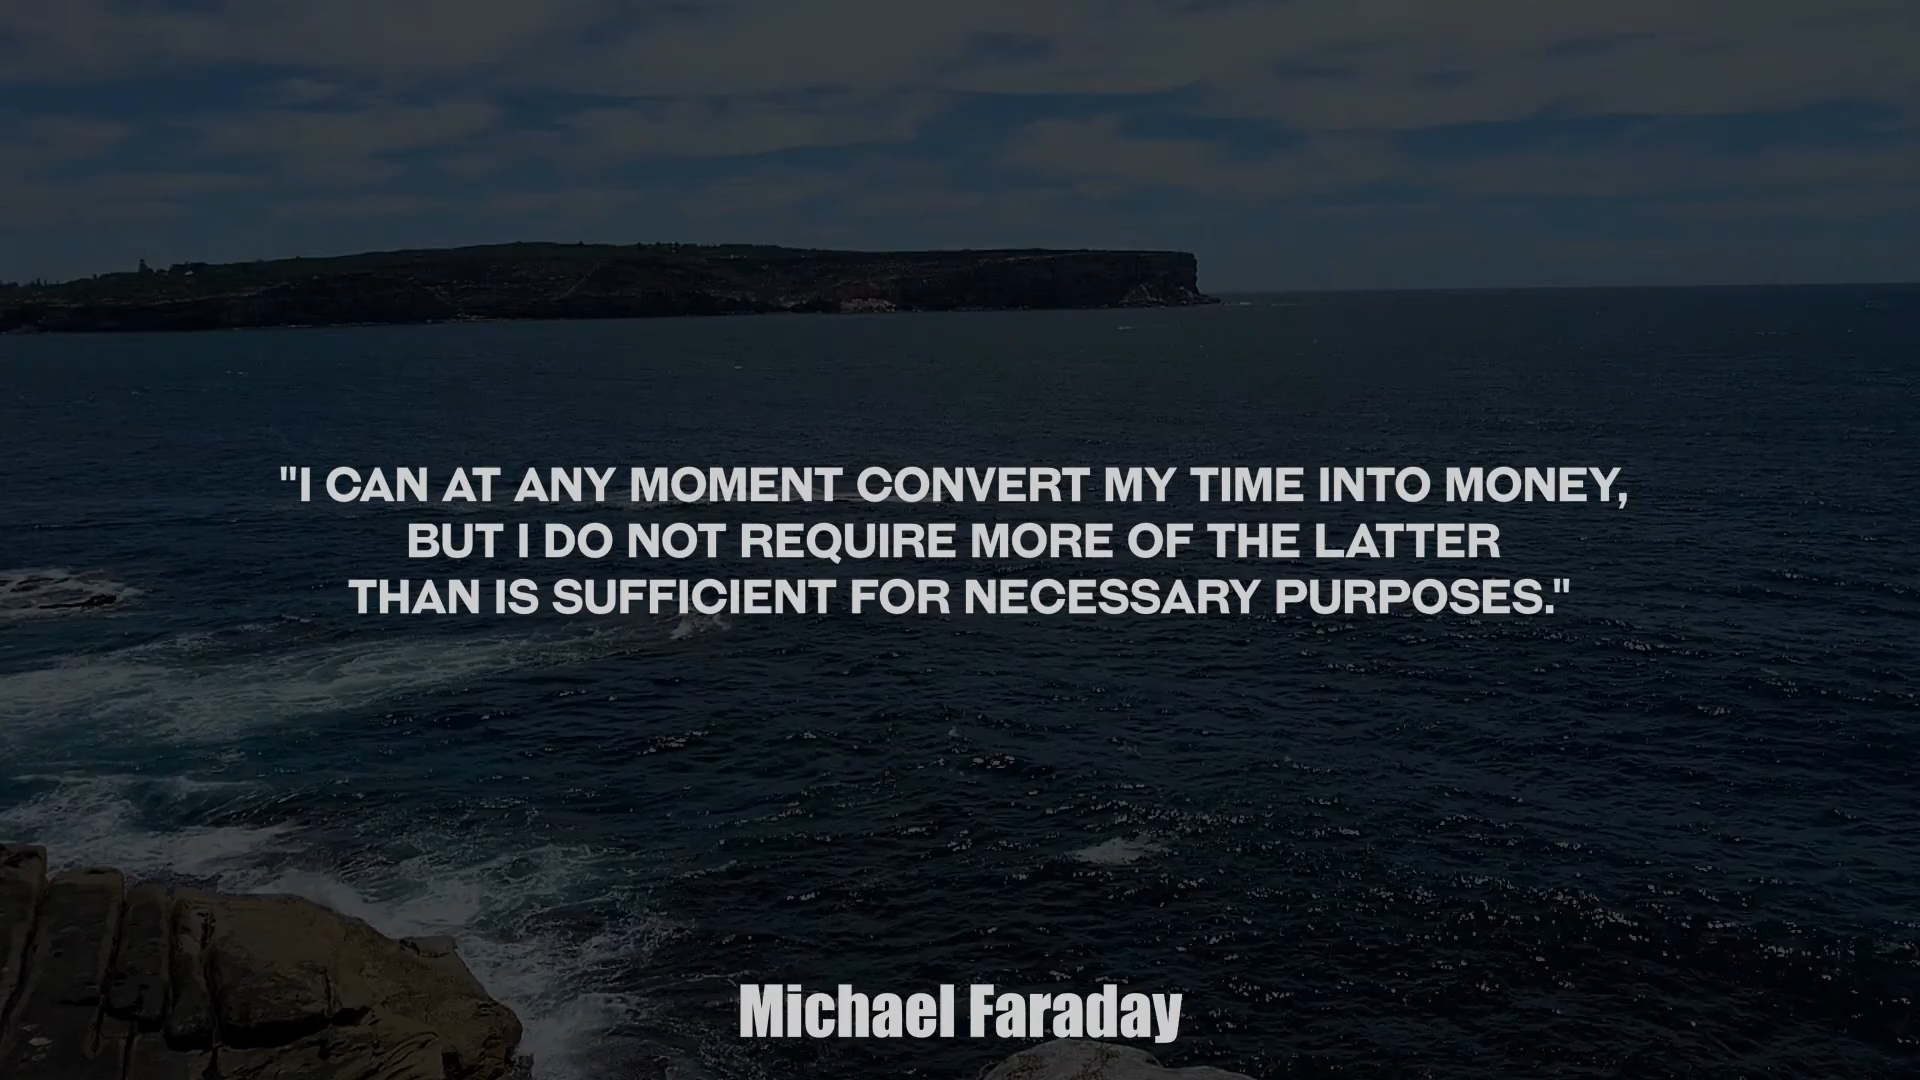 "I CAN AT ANY MOMENT CONVERT MY TIME INTO MONEY,
BUT I DO NOT REQUIRE MORE OF THE LATTER
THAN IS SUFFICIENT FOR NECESSARY PURPOSES."
Michael Faraday